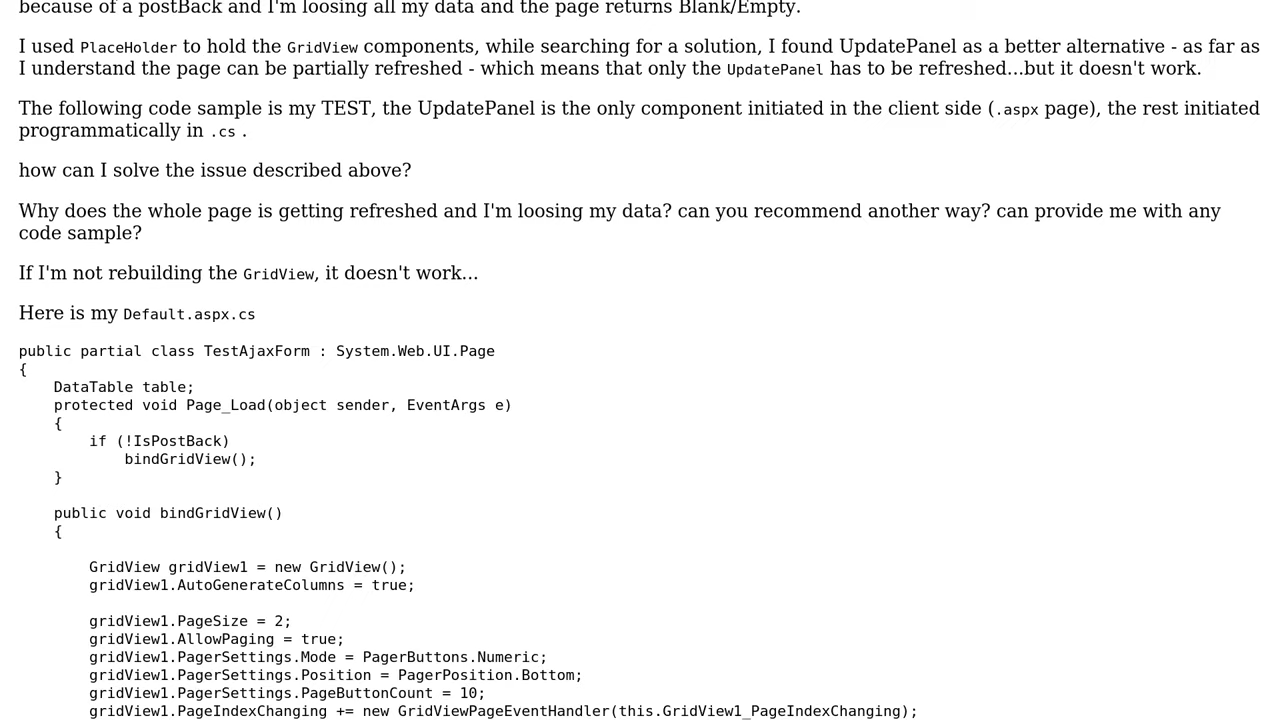 because of a postBack and I'm loosing all my data and the page returns Blank/Empty.
I used PlaceHolder to hold the GridView components, while searching for a solution, I found UpdatePanel as a better alternative - as far as
I understand the page can be partially refreshed - which means that only the UpdatePanel has to be refreshed...but it doesn't work.
The following code sample is my TEST, the UpdatePanel is the only component initiated in the client side (.aspx page), the rest initiated
programmatically in .cs .
how can I solve the issue described above?
Why does the whole page is getting refreshed and I'm loosing my data? can you recommend another way? can provide me with any
code sample?
If I'm not rebuilding the GridView, it doesn't work...
Here is my Default.aspx.cs
public partial class TestAjaxForm : System.Web.UI.Page
{
    DataTable table;
    protected void Page_Load(object sender, EventArgs e)
    {
        if (!IsPostBack)
            bindGridView();
    }
    public void bindGridView()
    {
        GridView gridView1 = new GridView();
        gridView1.AutoGenerateColumns = true;
        gridView1.PageSize = 2;
        gridView1.AllowPaging = true;
        gridView1.PagerSettings.Mode = PagerButtons.Numeric;
        gridView1.PagerSettings.Position = PagerPosition.Bottom;
        gridView1.PagerSettings.PageButtonCount = 10;
        gridView1.PageIndexChanging += new GridViewPageEventHandler(this.GridView1_PageIndexChanging);